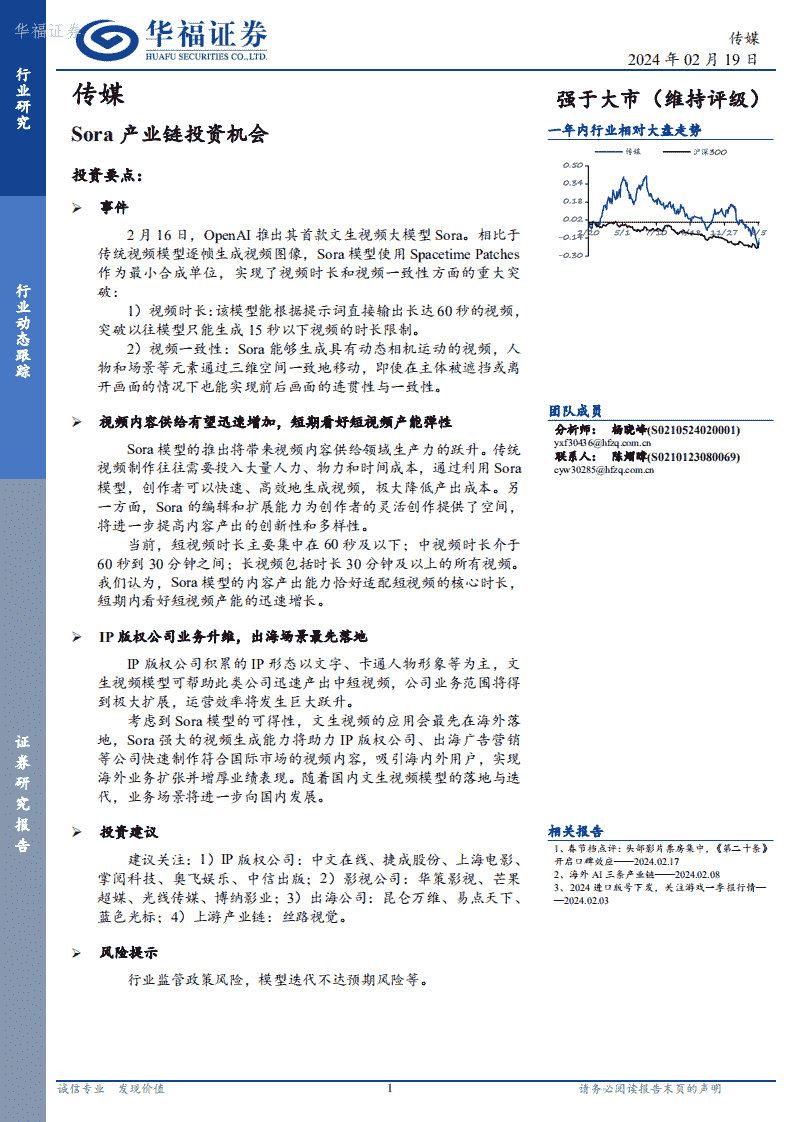 华福证券
华福证券
HUAFU SECURITIES CO.,LTD.
传媒
2024 年 02 月 19 日
行业研究
行业动态跟踪
证券研究报告
传媒
Sora 产业链投资机会
投资要点：
➢ 事件
2 月 16 日，OpenAI 推出其首款文生视频大模型 Sora。相比于
传统视频模型逐帧生成视频图像，Sora 模型使用 Spacetime Patches
作为最小合成单位，实现了视频时长和视频一致性方面的重大突
破：
1）视频时长：该模型能根据提示词直接输出长达 60 秒的视频，
突破以往模型只能生成 15 秒以下视频的时长限制。
2）视频一致性：Sora 能够生成具有动态相机运动的视频，人
物和场景等元素通过三维空间一致地移动，即使在主体被遮挡或离
开画面的情况下也能实现前后画面的连贯性与一致性。
➢ 视频内容供给有望迅速增加，短期看好短视频产能弹性
Sora 模型的推出将带来视频内容供给领域生产力的跃升。传统
视频制作往往需要投入大量人力、物力和时间成本，通过利用 Sora
模型，创作者可以快速、高效地生成视频，极大降低产出成本。另
一方面，Sora 的编辑和扩展能力为创作者的灵活创作提供了空间，
将进一步提高内容产出的创新性和多样性。
当前，短视频时长主要集中在 60 秒及以下；中视频时长介于
60 秒到 30 分钟之间；长视频包括时长 30 分钟及以上的所有视频。
我们认为，Sora 模型的内容产出能力恰好适配短视频的核心时长，
短期内看好短视频产能的迅速增长。
➢ IP 版权公司业务升维，出海场景最先落地
IP 版权公司积累的 IP 形态以文字、卡通人物形象等为主，文
生视频模型可帮助此类公司迅速产出中短视频，公司业务范围将得
到极大扩展，运营效率将发生巨大跃升。
考虑到 Sora 模型的可得性，文生视频的应用会最先在海外落
地，Sora 强大的视频生成能力将助力 IP 版权公司、出海广告营销
等公司快速制作符合国际市场的视频内容，吸引海内外用户，实现
海外业务扩张并增厚业绩表现。随着国内文生视频模型的落地与迭
代，业务场景将进一步向国内发展。
➢ 投资建议
建议关注：1）IP 版权公司：中文在线、捷成股份、上海电影、
掌阅科技、奥飞娱乐、中信出版；2）影视公司：华策影视、芒果
超媒、光线传媒、博纳影业；3）出海公司：昆仑万维、易点天下、
蓝色光标；4）上游产业链：丝路视觉。
➢ 风险提示
行业监管政策风险，模型迭代不达预期风险等。
强于大市（维持评级）
一年内行业相对大盘走势
传媒 沪深300
0.50
0.34
0.18
0.02
-0.14
-0.30
2/20 5/1 7/10 9/18 11/27 2/5
团队成员
分析师： 杨晓峰(S0210524020001)
yxf30436@hfzq.com.cn
联系人： 陈熠暐(S0210123080069)
cyw30285@hfzq.com.cn
相关报告
1、春节档点评：头部影片票房集中，《第二十条》
开启口碑效应——2024.02.17
2、海外 AI 三条产业链——2024.02.08
3、2024 进口版号下发，关注游戏一季报行情—
—2024.02.03
诚信专业 发现价值
1
请务必阅读报告末页的声明